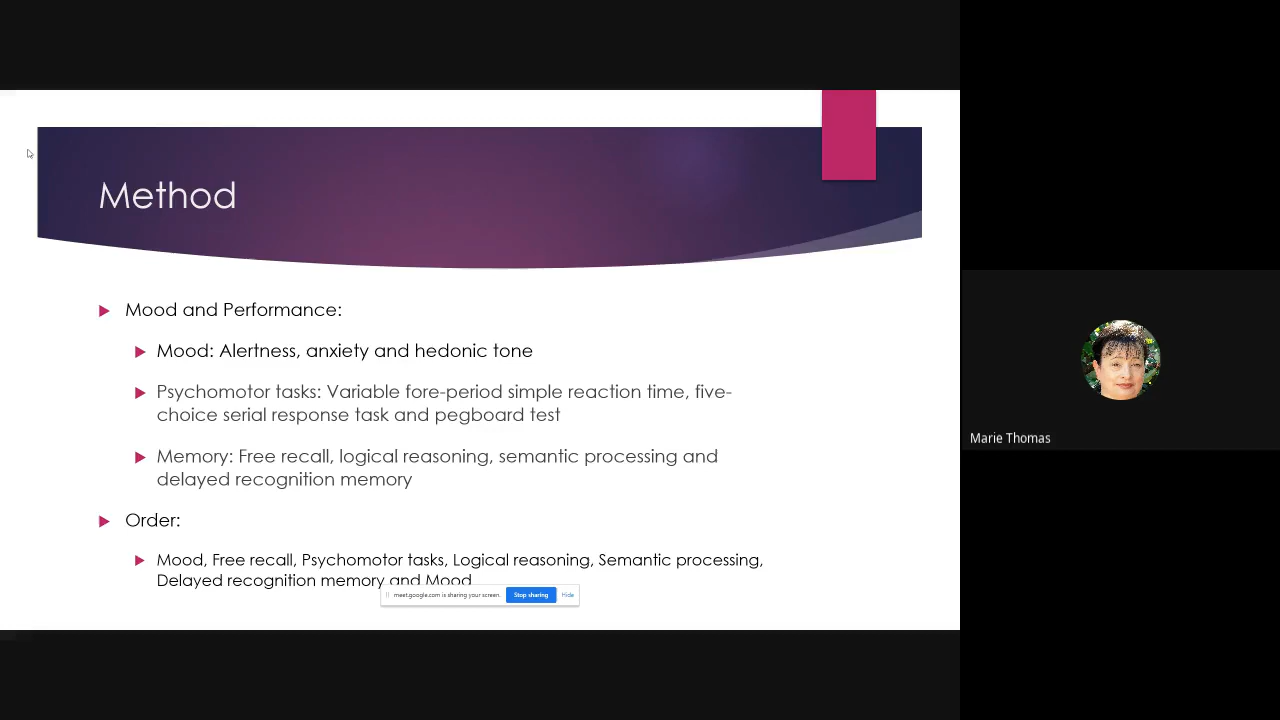 Method
Mood and Performance:
Mood: Alertness, anxiety and hedonic tone
Psychomotor tasks: Variable fore-period simple reaction time, five-
choice serial response task and pegboard test
Memory: Free recall, logical reasoning, semantic processing and
delayed recognition memory
Order:
Mood, Free recall, Psychomotor tasks, Logical reasoning, Semantic processing,
Delayed recognition memory and Mood
meet.google.com is sharing your screen.
Stop sharing
Hide
Marie Thomas